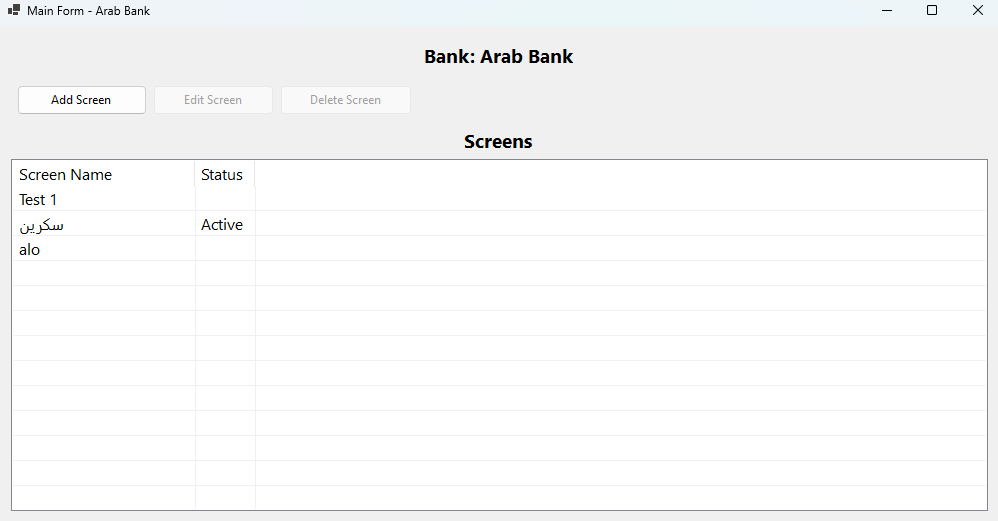 Main Form - Arab Bank
Bank: Arab Bank
Add Screen Edit Screen Delete Screen
Screens
Screen Name Status
Test 1
سكرين Active
alo